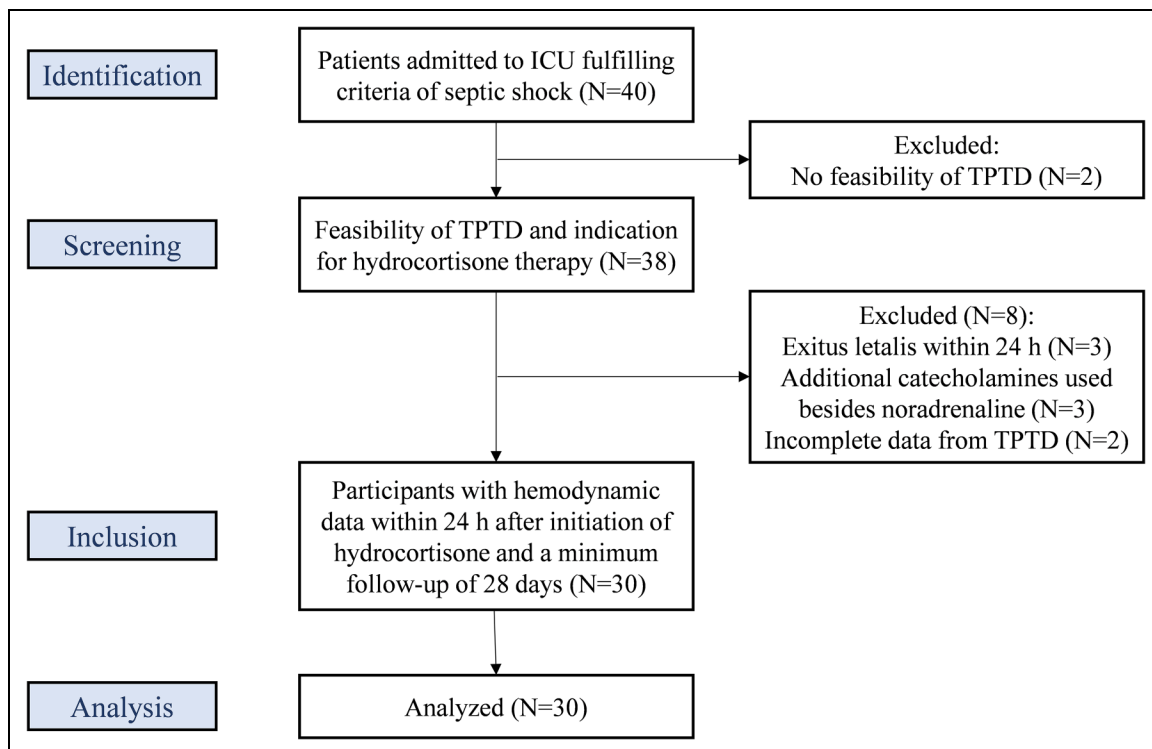 Identification
Patients admitted to ICU fulfilling
criteria of septic shock (N=40)
Excluded:
No feasibility of TPTD (N=2)
Screening
Feasibility of TPTD and indication
for hydrocortisone therapy (N=38)
Excluded (N=8):
Exitus letalis within 24 h (N=3)
Additional catecholamines used
besides noradrenaline (N=3)
Incomplete data from TPTD (N=2)
Inclusion
Participants with hemodynamic
data within 24 h after initiation of
hydrocortisone and a minimum
follow-up of 28 days (N=30)
Analysis
Analyzed (N=30)